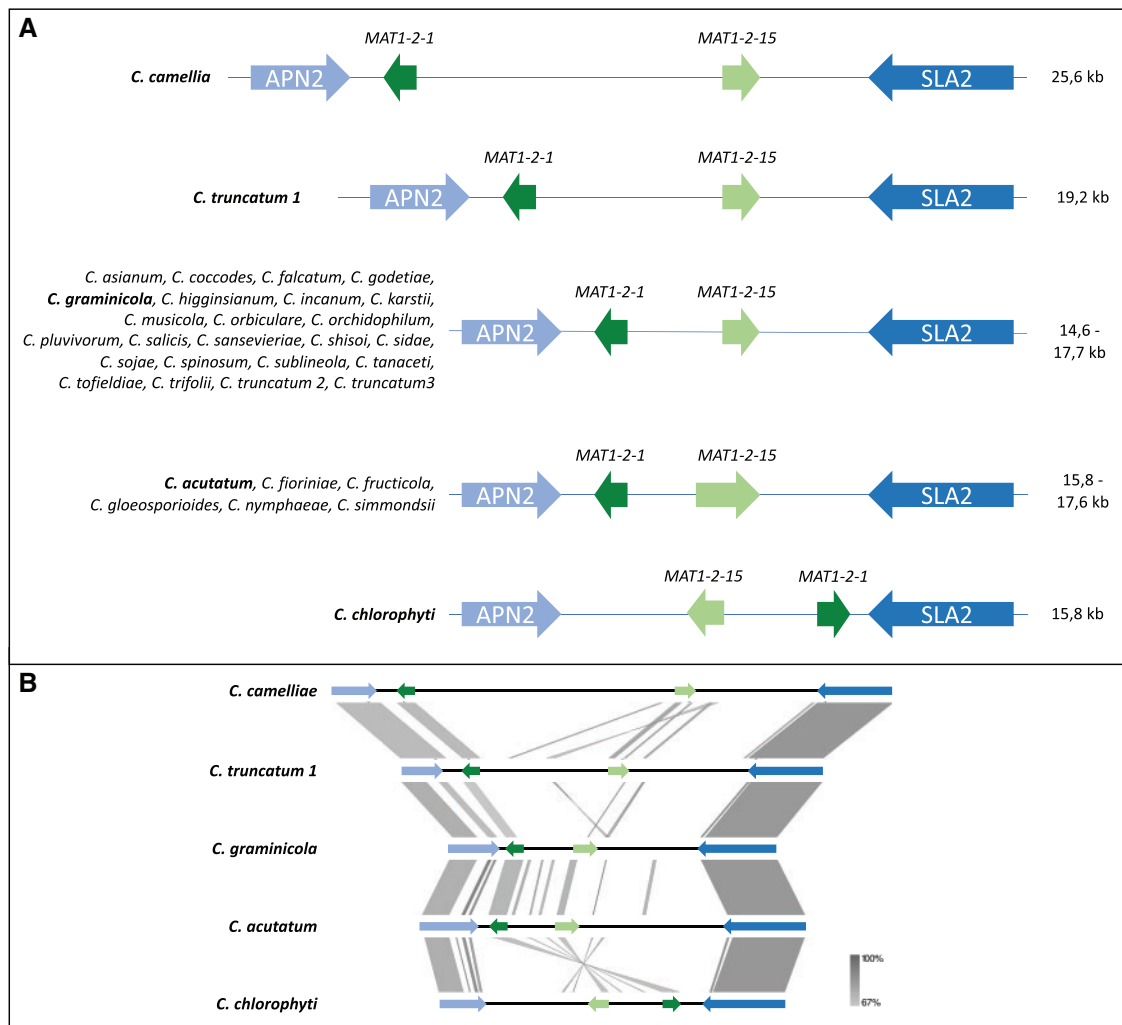 A
MAT1-2-1 MAT1-2-15
C. camellia APN2 SLA2 25,6 kb
MAT1-2-1 MAT1-2-15
C. truncatum 1 APN2 SLA2 19,2 kb
C. asianum, C. coccodes, C. falcatum, C. godetiae,
C. graminicola, C. higginsianum, C. incanum, C. karstii,
C. musicola, C. orbiculare, C. orchidophilum,
C. pluvivorum, C. salicis, C. sansevieriae, C. shisoi, C. sidae,
C. sojae, C. spinosum, C. sublineola, C. tanaceti,
C. tofieldiae, C. trifolii, C. truncatum 2, C. truncatum3
MAT1-2-1 MAT1-2-15
APN2 SLA2 14,6 -
17,7 kb
C. acutatum, C. fioriniae, C. fructicola,
C. gloeosporioides, C. nymphaeae, C. simmondsii
MAT1-2-1 MAT1-2-15
APN2 SLA2 15,8 -
17,6 kb
MAT1-2-15 MAT1-2-1
C. chlorophyti APN2 SLA2 15,8 kb
B
C. camelliae
C. truncatum 1
C. graminicola
C. acutatum
C. chlorophyti
100%
67%